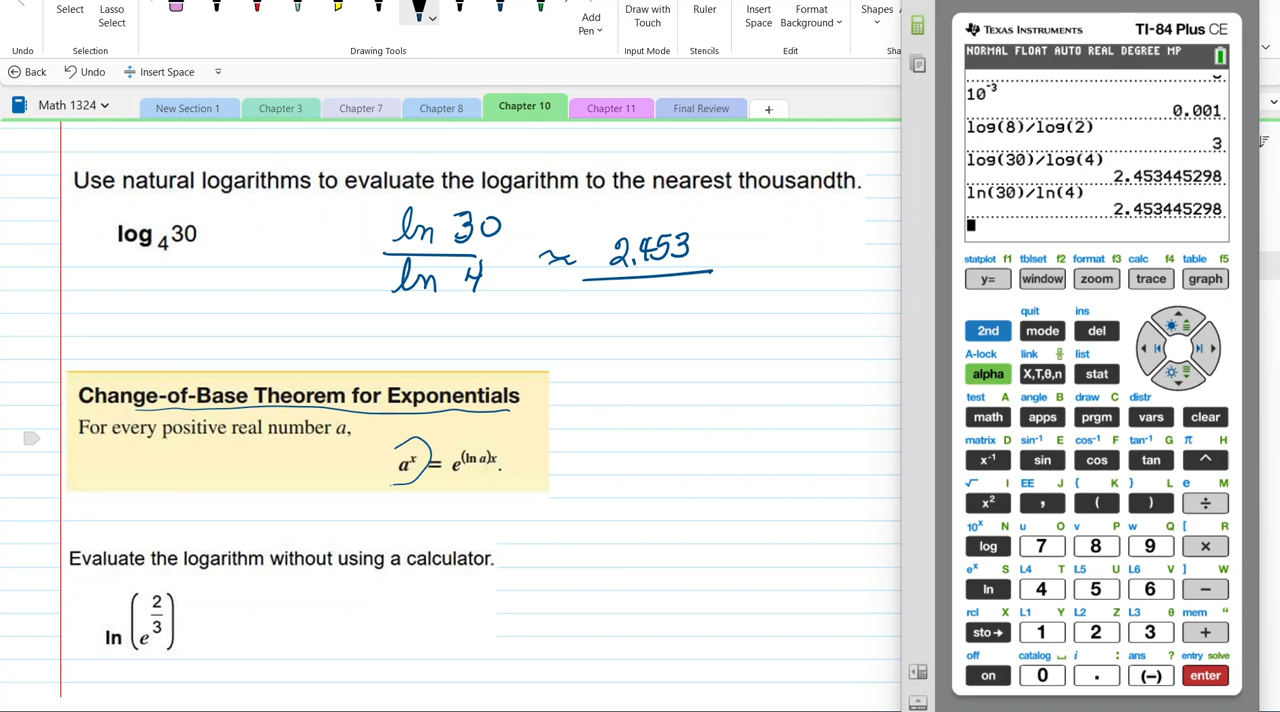 Select
Lasso
Select
Add
Pen
Draw with
Touch
Ruler
Insert
Space
Format
Background
Shapes
Undo
Selection
Drawing Tools
Input Mode
Stencils
Edit
Sha
Back Undo Insert Space
Math 1324 New Section 1 Chapter 3 Chapter 7 Chapter 8 Chapter 10 Chapter 11 Final Review +
Use natural logarithms to evaluate the logarithm to the nearest thousandth.
log₄30
ln 30
ln 4
≈ 2.453
Change-of-Base Theorem for Exponentials
For every positive real number a,
aˣ = e^(ln a)x.
Evaluate the logarithm without using a calculator.
ln (e^2/3)
TEXAS INSTRUMENTS TI-84 Plus CE
NORMAL FLOAT AUTO REAL DEGREE MP
10⁻³
0.001
log(8)/log(2)
3
log(30)/log(4)
2.453445298
ln(30)/ln(4)
2.453445298
statplot f1 tblset f2 format f3 calc f4 table f5
y= window zoom trace graph
quit ins
2nd mode del
A-lock link list
alpha X,T,θ,n stat
test A angle B draw C distr
math apps prgm vars clear
matrix D sin⁻¹ E cos⁻¹ F tan⁻¹ G π H
x⁻¹ sin cos tan ^
√ I EE J { K } L e M
x² , ( ) ÷
10ˣ N u O v P w Q [ R
log 7 8 9 ×
eˣ S L4 T L5 U L6 V ] W
ln 4 5 6 −
rcl X L1 Y L2 Z L3 θ mem "
sto→ 1 2 3 +
off catalog ␣ i : ans ? entry solve
on 0 . (−) enter